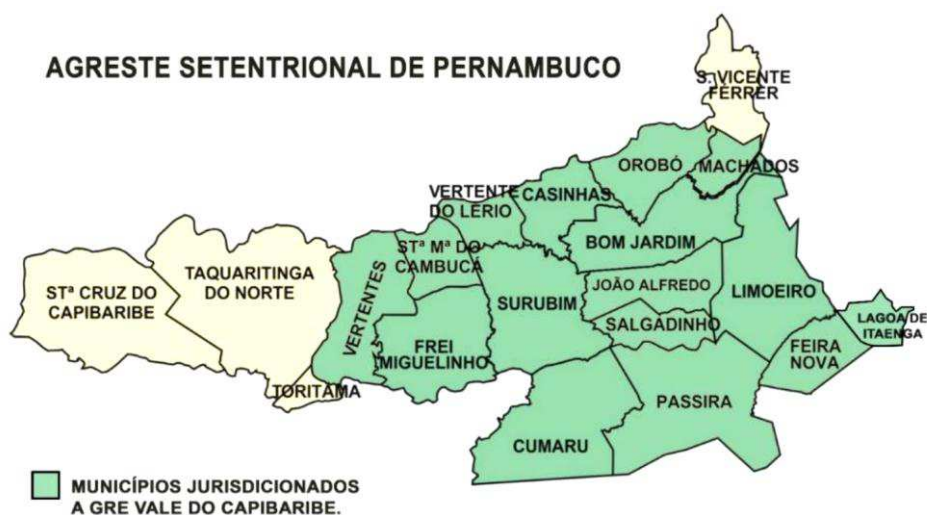 AGRESTE SETENTRIONAL DE PERNAMBUCO
S. VICENTE
FERRER
OROBÓ
MACHADOS
VERTENTE
DO LÉRIO
CASINHAS
STª Mª DO
CAMBUCÁ
BOM JARDIM
TAQUARITINGA
DO NORTE
STª CRUZ DO
CAPIBARIBE
VERTENTES
SURUBIM
JOÃO ALFREDO
LIMOEIRO
SALGADINHO
LAGOA DE
ITAENGA
FREI
MIGUELINHO
FEIRA
NOVA
TORITAMA
PASSIRA
CUMARU
MUNICÍPIOS JURISDICIONADOS
A GRE VALE DO CAPIBARIBE.